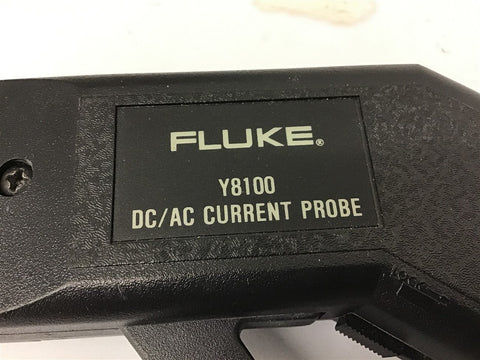 FLUKE®
Y8100
DC/AC CURRENT PROBE